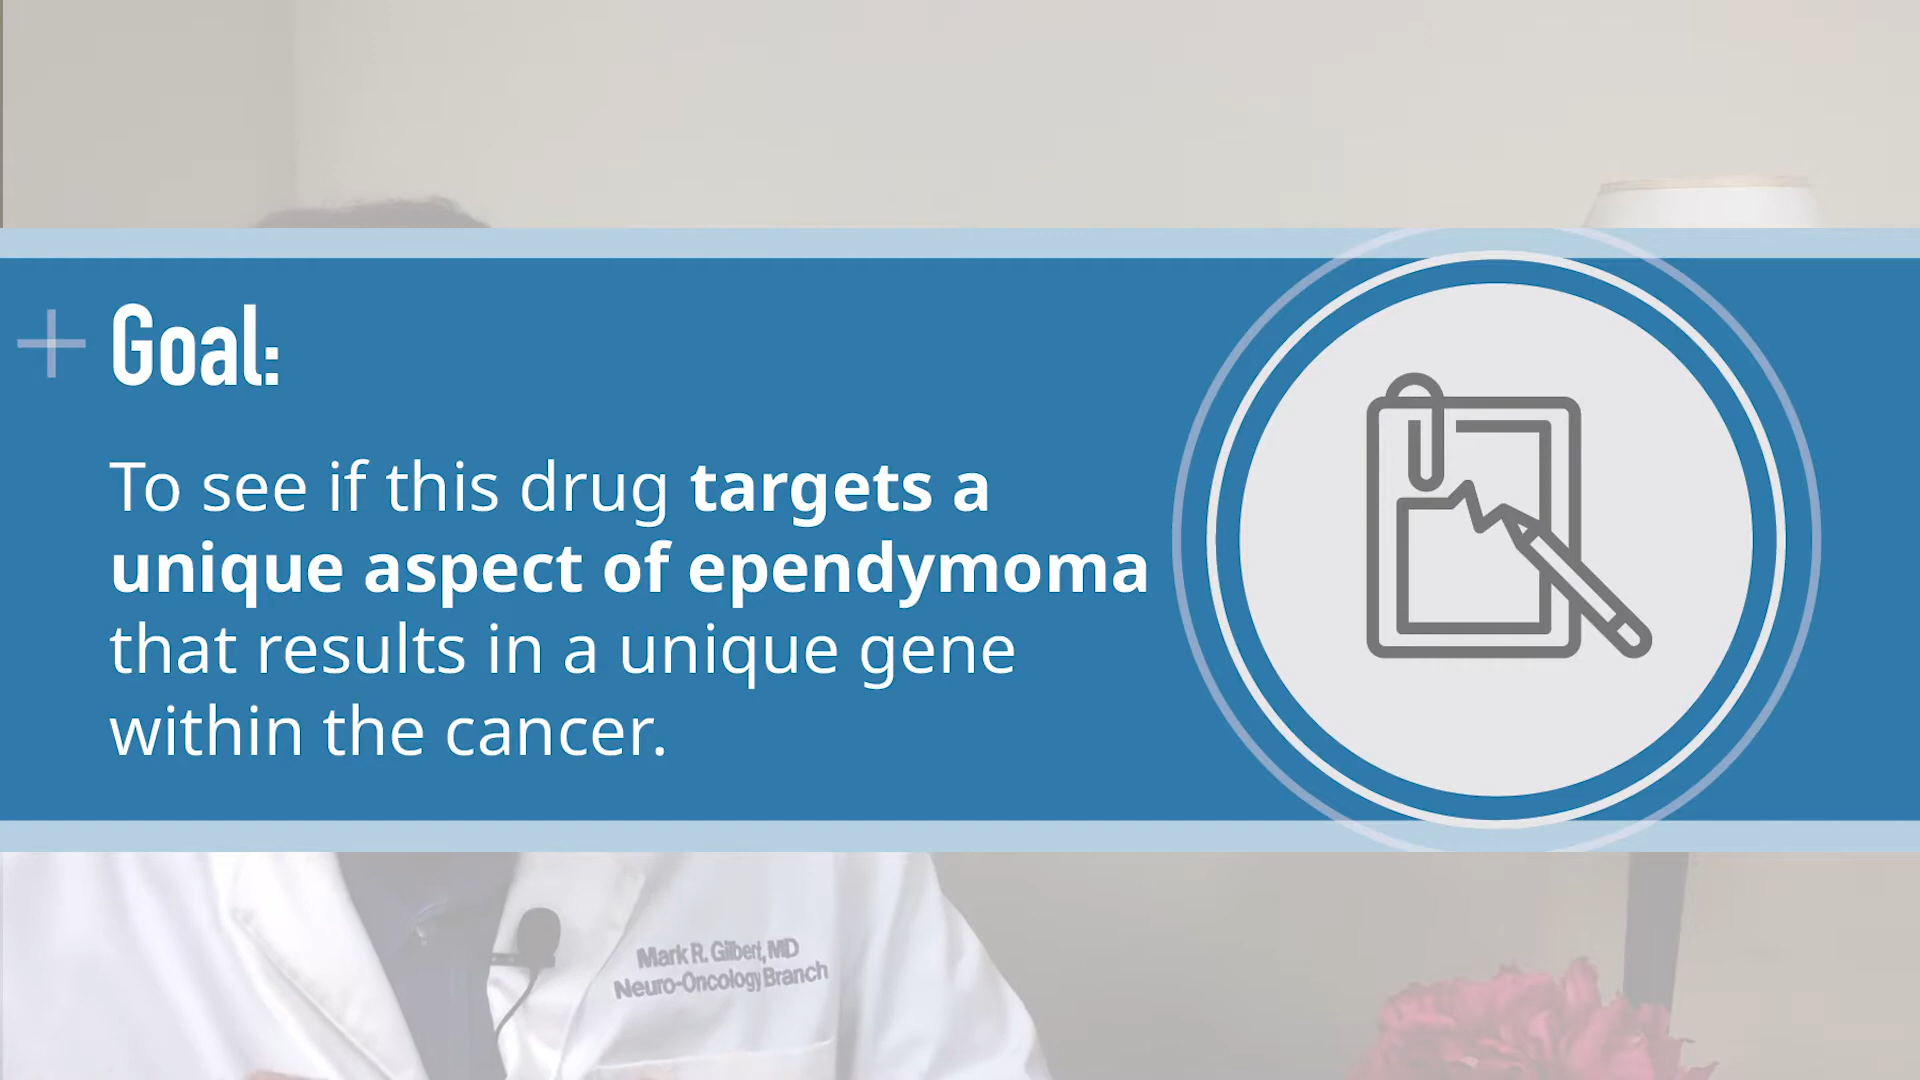 Goal:
To see if this drug targets a
unique aspect of ependymoma
that results in a unique gene
within the cancer.
Mark R. Gilbert, MD
Neuro-Oncology Branch